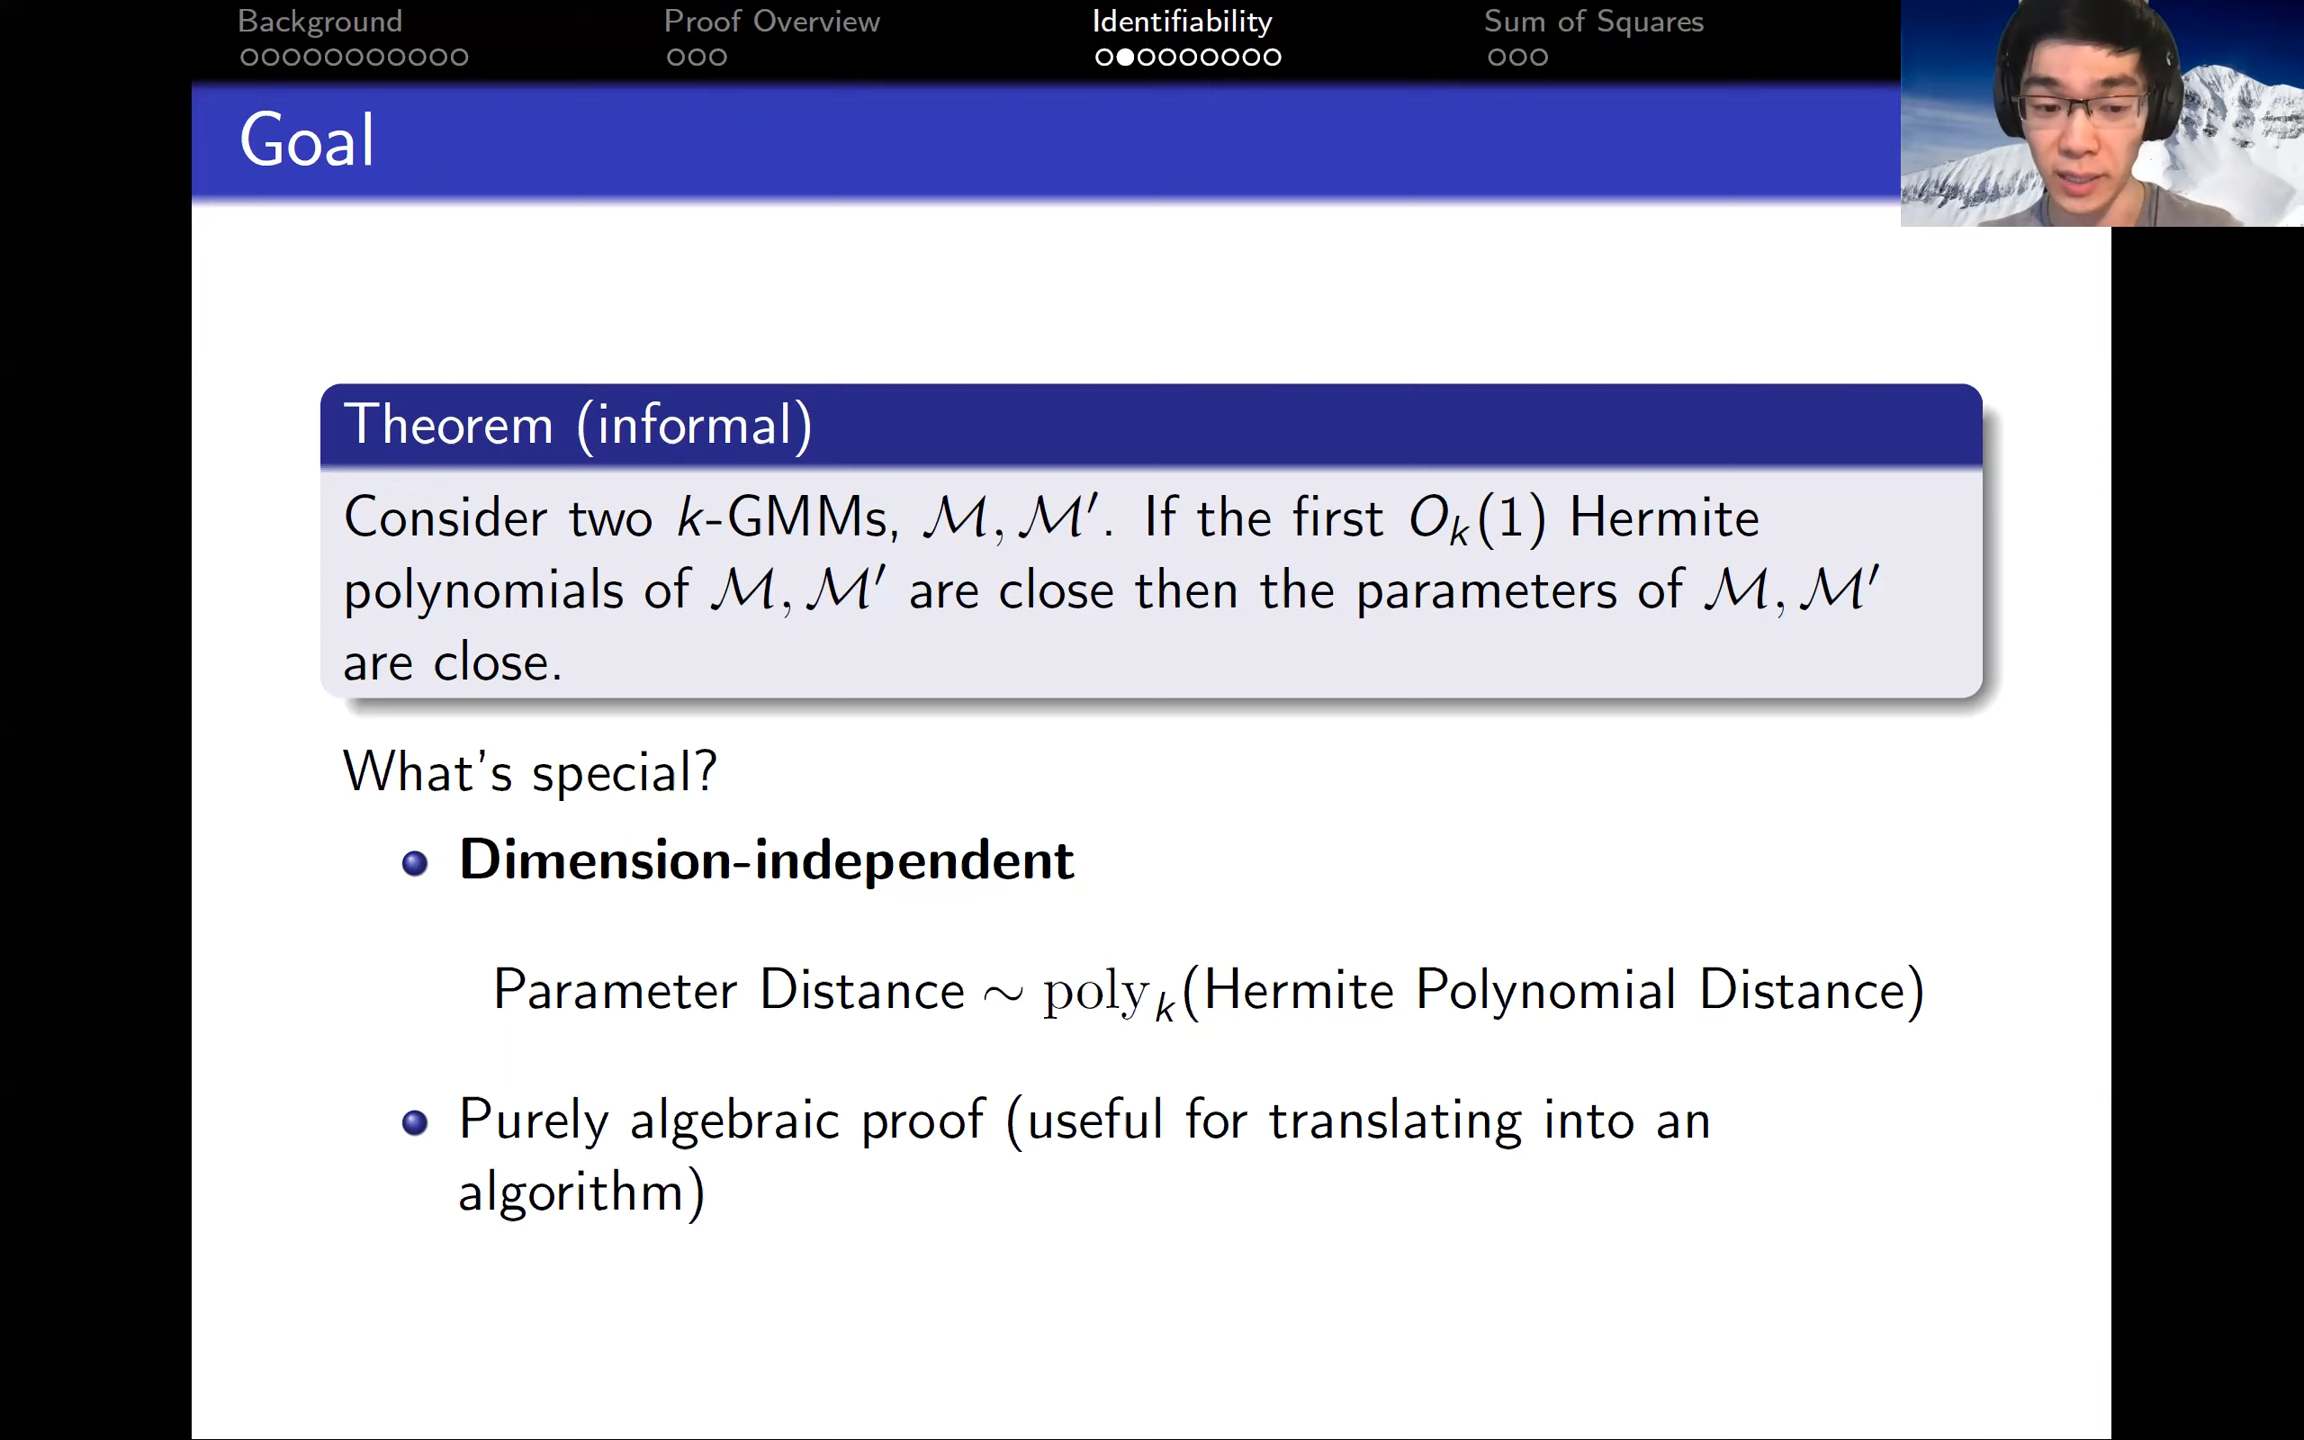 Background Proof Overview Identifiability Sum of Squares
Goal
Theorem (informal)
Consider two k-GMMs, ℳ, ℳ′. If the first Oₖ(1) Hermite
polynomials of ℳ, ℳ′ are close then the parameters of ℳ, ℳ′
are close.
What's special?
Dimension-independent
Parameter Distance ∼ polyₖ(Hermite Polynomial Distance)
Purely algebraic proof (useful for translating into an
algorithm)